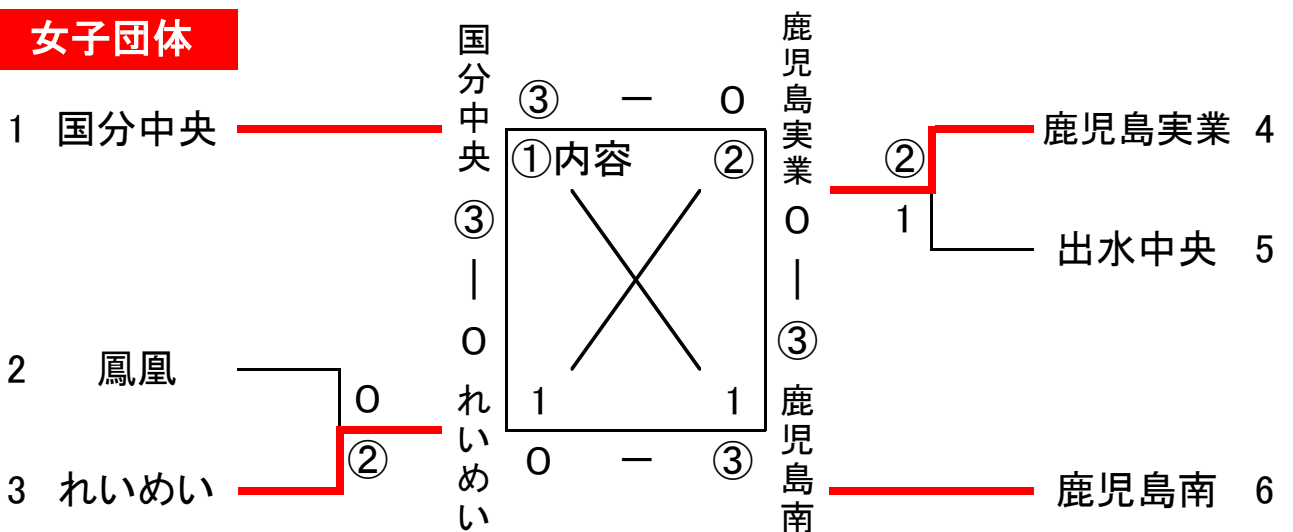 女子団体
1 国分中央
2 鳳凰
3 れいめい
0
②
国分中央
③
―
0
れいめい
③ ― 0
①内容 ②
1 1
0 ― ③
鹿児島実業
0
―
③
鹿児島南
②
1
鹿児島実業 4
出水中央 5
鹿児島南 6